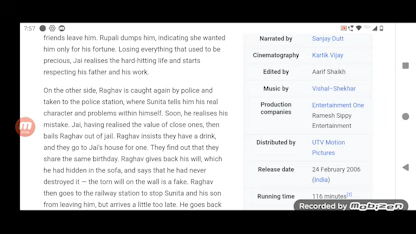 7:57
friends leave him. Rupali dumps him, indicating she wanted
him only for his fortune. Losing everything that used to be
precious, Jai realises the hard-hitting life and starts
respecting his father and his work.
On the other side, Raghav is caught again by police and
taken to the police station, where Sunita tells him his real
character and problems within himself. Soon, he realises his
mistake. Jai, having realised the value of close ones, then
bails Raghav out of jail. Raghav insists they have a drink,
and they go to Jai's house for one. They find out that they
share the same birthday. Raghav gives back his will, which
he had hidden in the sofa, and says that he had never
destroyed it — the torn will on the wall is a fake. Raghav
then goes to the railway station to stop Sunita and his son
from leaving him, but arrives a little too late. He goes back
Narrated by Sanjay Dutt
Cinematography Kartik Vijay
Edited by Aarif Shaikh
Music by Vishal–Shekhar
Production companies Entertainment One
Ramesh Sippy
Entertainment
Distributed by UTV Motion
Pictures
Release date 24 February 2006
(India)
Running time 116 minutes[1]
Recorded by Mobizen